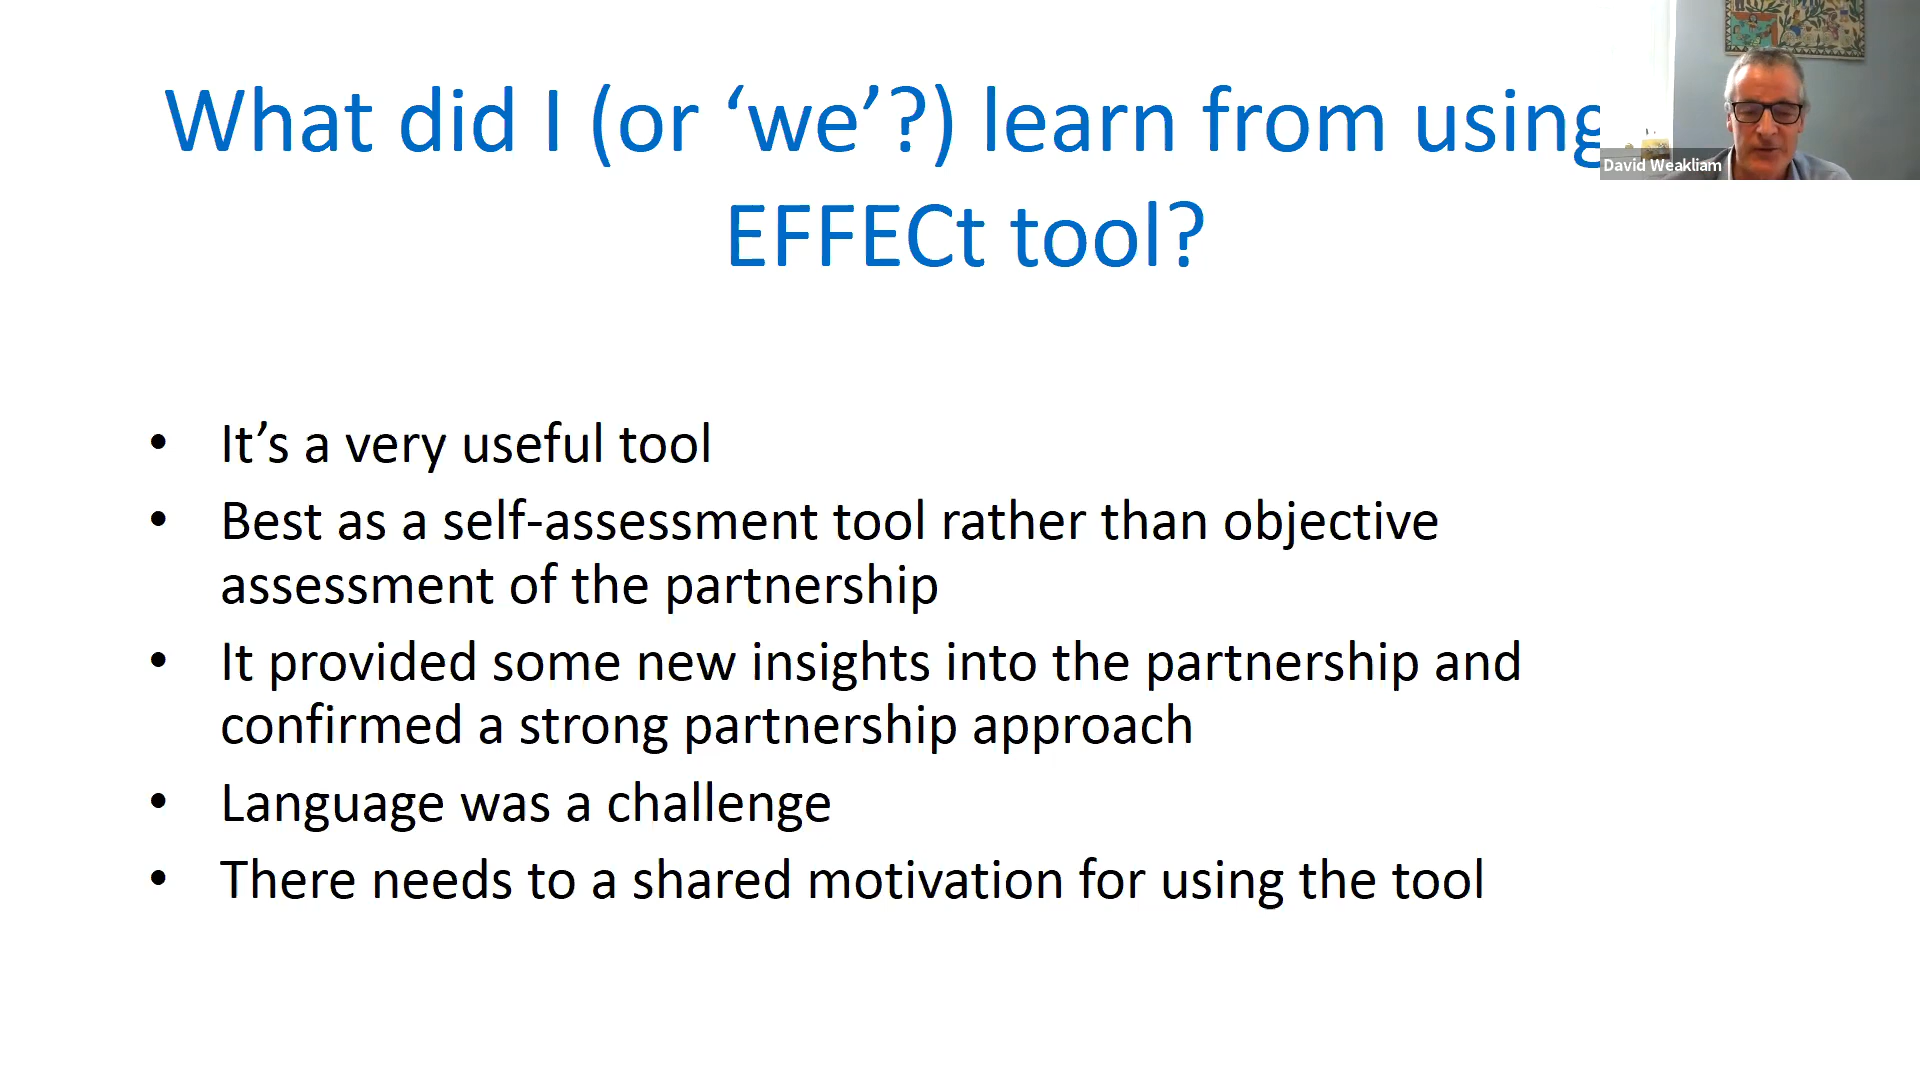 What did I (or ‘we’?) learn from using
EFFECt tool?
David Weakliam
• It’s a very useful tool
• Best as a self-assessment tool rather than objective
assessment of the partnership
• It provided some new insights into the partnership and
confirmed a strong partnership approach
• Language was a challenge
• There needs to a shared motivation for using the tool